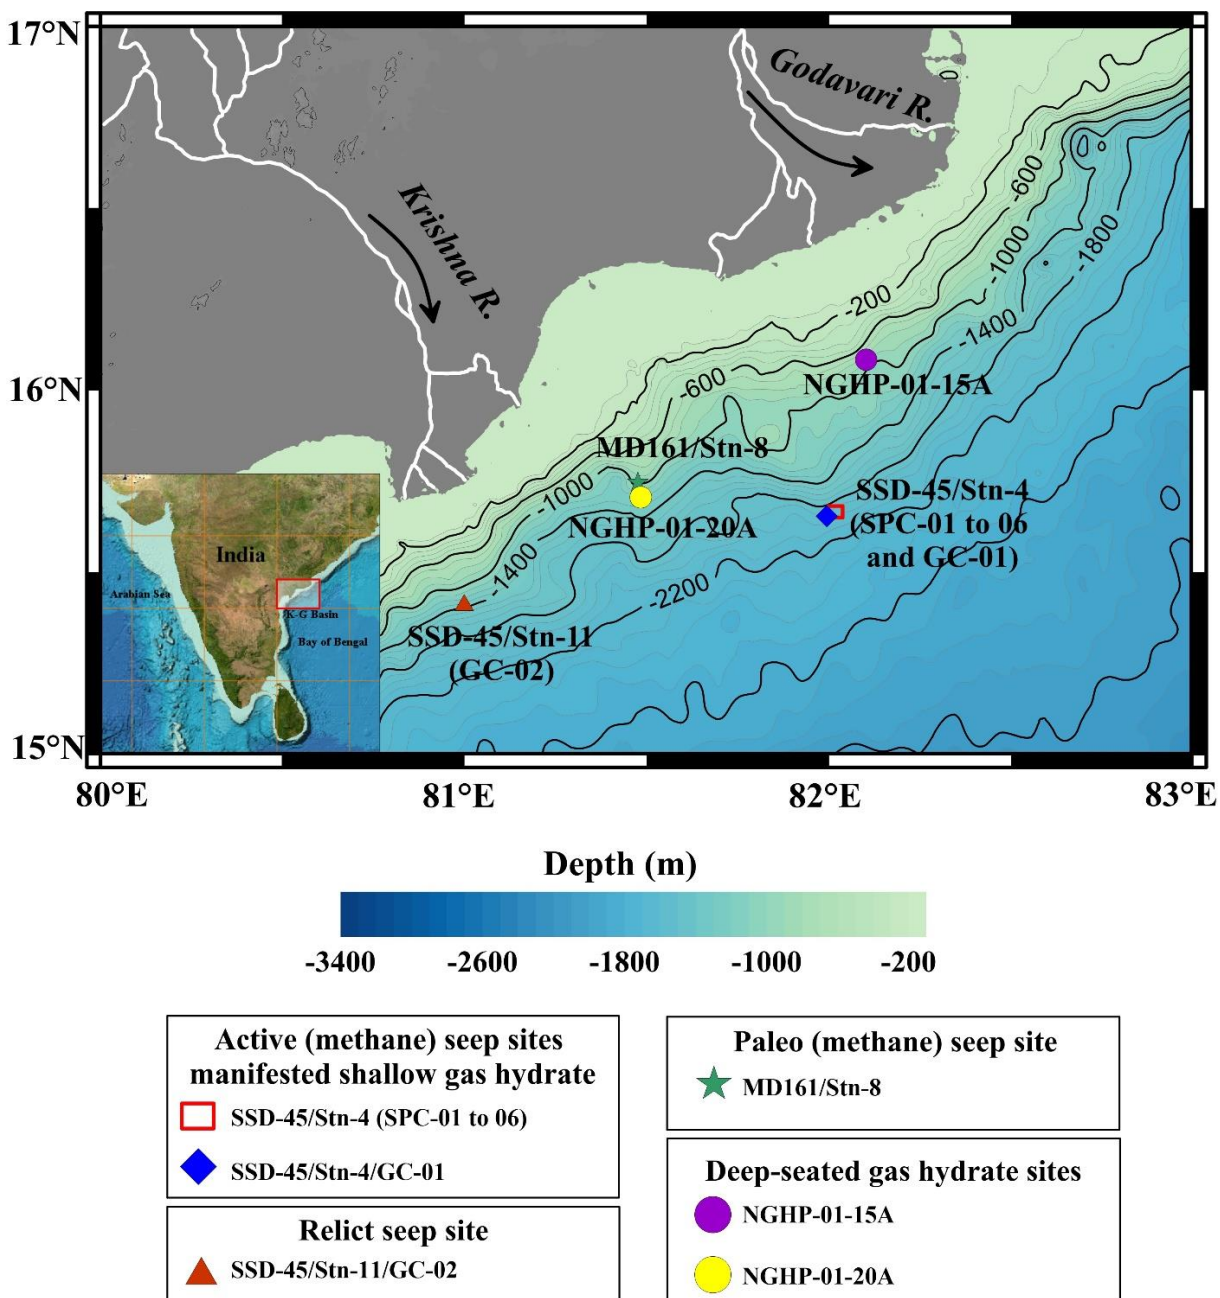 17°N
16°N
15°N
80°E
81°E
82°E
83°E
Godavari R.
Krishna R.
-600
-1000
-1800
-200
-1400
-600
NGHP-01-15A
MD161/Stn-8
-1000
NGHP-01-20A
SSD-45/Stn-4
(SPC-01 to 06
and GC-01)
-1400
-2200
SSD-45/Stn-11
(GC-02)
India
Arabian Sea
K-G Basin
Bay of Bengal
Depth (m)
-3400 -2600 -1800 -1000 -200
Active (methane) seep sites
manifested shallow gas hydrate
SSD-45/Stn-4 (SPC-01 to 06)
SSD-45/Stn-4/GC-01
Relict seep site
SSD-45/Stn-11/GC-02
Paleo (methane) seep site
MD161/Stn-8
Deep-seated gas hydrate sites
NGHP-01-15A
NGHP-01-20A